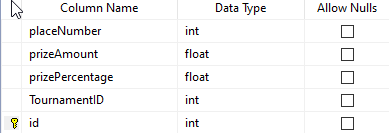 Column Name Data Type Allow Nulls
placeNumber int
prizeAmount float
prizePercentage float
TournamentID int
id int